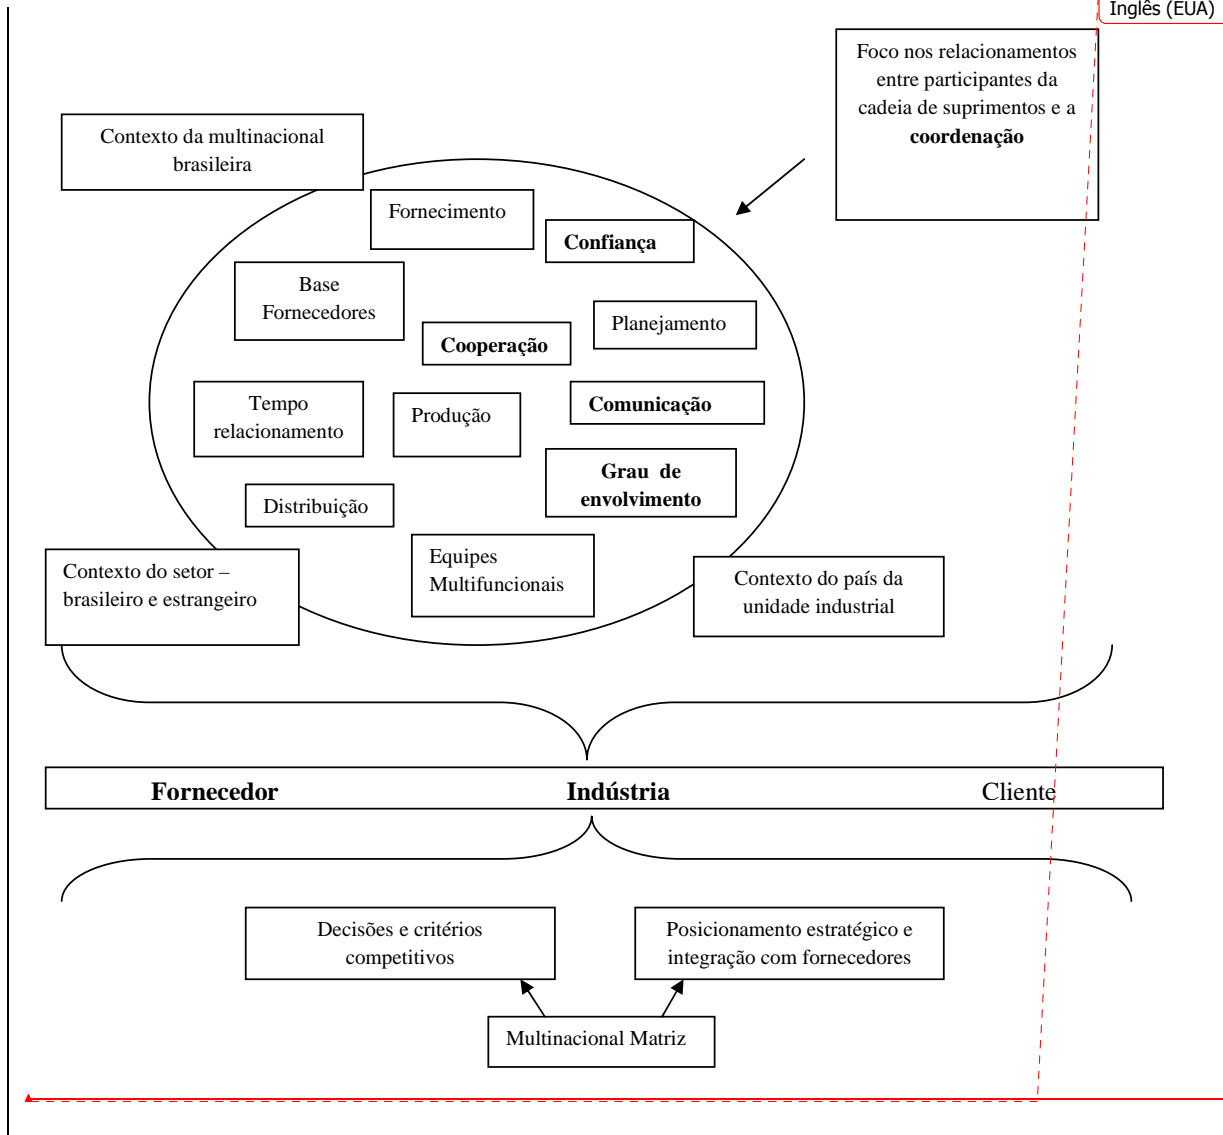 Inglês (EUA)
Foco nos relacionamentos
entre participantes da
cadeia de suprimentos e a
coordenação
Contexto da multinacional
brasileira
Fornecimento
Confiança
Base
Fornecedores
Planejamento
Cooperação
Tempo
relacionamento
Produção
Comunicação
Grau de
envolvimento
Distribuição
Equipes
Multifuncionais
Contexto do setor –
brasileiro e estrangeiro
Contexto do país da
unidade industrial
Fornecedor Indústria Cliente
Decisões e critérios
competitivos
Posicionamento estratégico e
integração com fornecedores
Multinacional Matriz